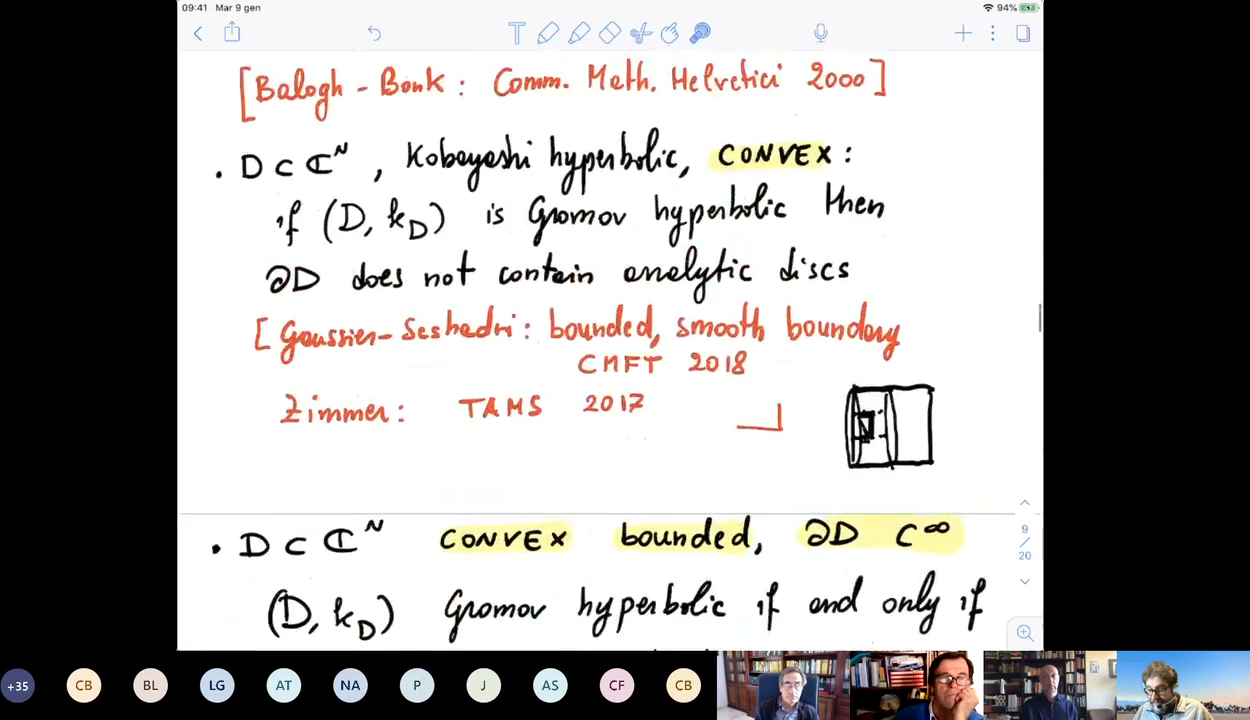 09:41 Mar 9 gen
94%
[Balogh - Bonk : Comm. Math. Helvetici 2000]
. D ⊂ ℂᴺ , Kobayashi hyperbolic, CONVEX :
if (D, k_D) is Gromov hyperbolic then
∂D does not contain analytic discs
[Gaussier-Seshadri : bounded, smooth boundary
CMFT 2018
Zimmer : TAMS 2017 ]
. D ⊂ ℂᴺ CONVEX bounded, ∂D C^∞
(D, k_D) Gromov hyperbolic if and only if
9
/
20
+35 CB BL LG AT NA P J AS CF CB